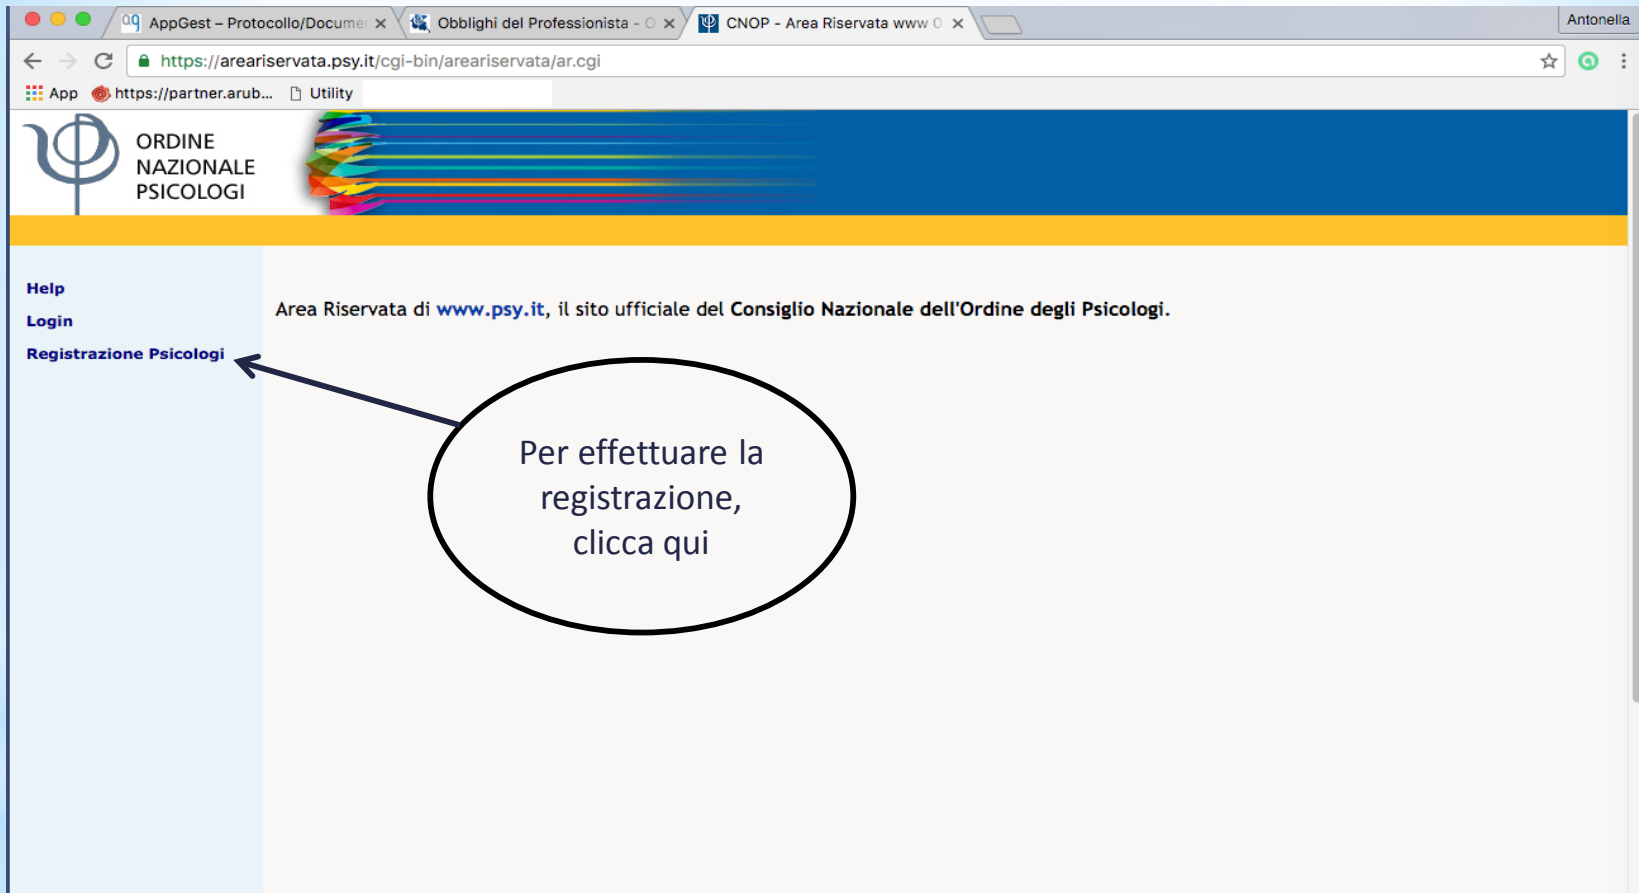 AppGest – Protocollo/Docume
Obblighi del Professionista - O
CNOP - Area Riservata www 0
Antonella
https://areariservata.psy.it/cgi-bin/areariservata/ar.cgi
App
https://partner.arub...
Utility
ORDINE
NAZIONALE
PSICOLOGI
Help
Login
Registrazione Psicologi
Area Riservata di www.psy.it, il sito ufficiale del Consiglio Nazionale dell'Ordine degli Psicologi.
Per effettuare la
registrazione,
clicca qui